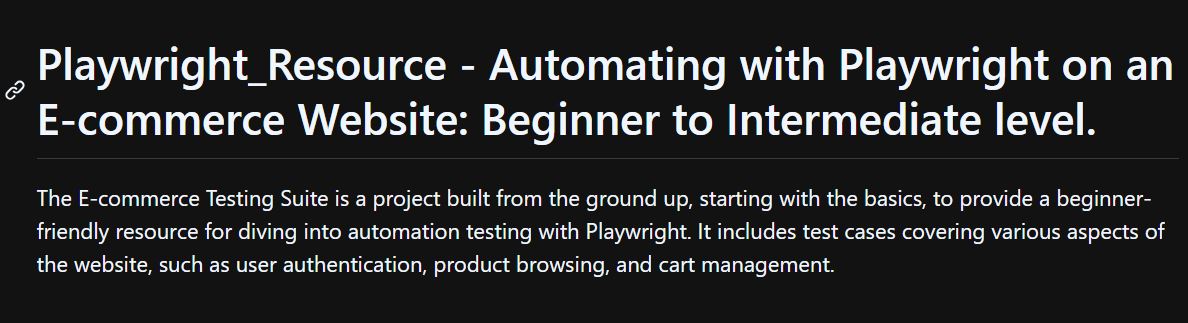 Playwright_Resource - Automating with Playwright on an
E-commerce Website: Beginner to Intermediate level.
The E-commerce Testing Suite is a project built from the ground up, starting with the basics, to provide a beginner-
friendly resource for diving into automation testing with Playwright. It includes test cases covering various aspects of
the website, such as user authentication, product browsing, and cart management.